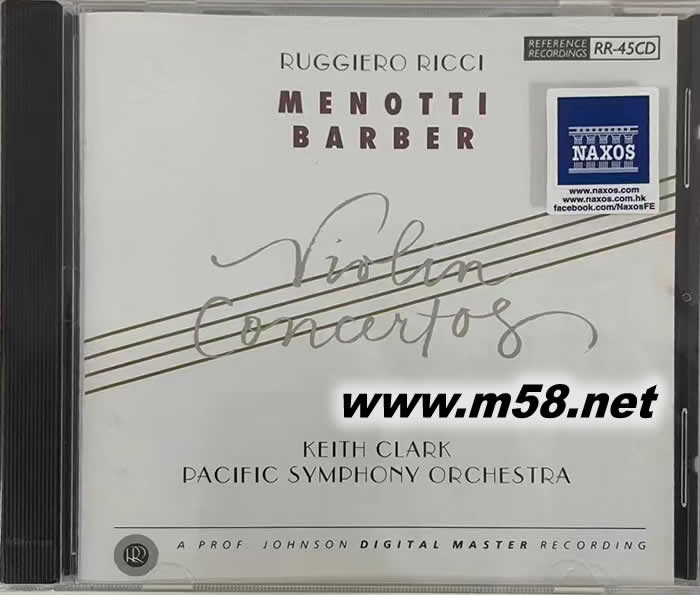 RUGGIERO RICCI
REFERENCE
RECORDINGS
RR-45CD
MENOTTI
BARBER
NAXOS
www.naxos.com
www.naxos.com.hk
facebook.com/NaxosFE
Violin
Concertos
www.m58.net
KEITH CLARK
PACIFIC SYMPHONY ORCHESTRA
RR
A PROF. JOHNSON DIGITAL MASTER RECORDING